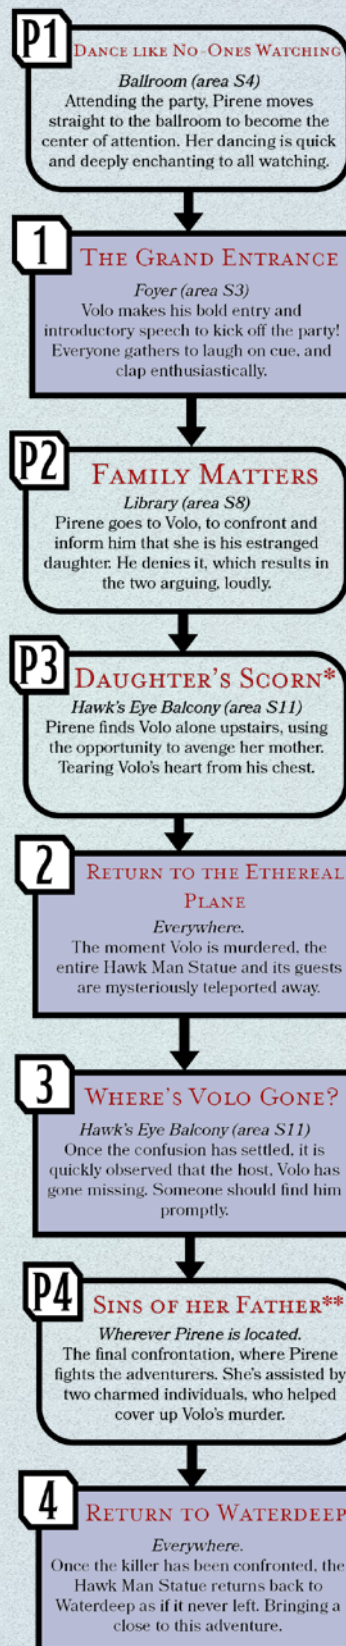 P1
Dance like No-Ones Watching
Ballroom (area S4)
Attending the party, Pirene moves
straight to the ballroom to become the
center of attention. Her dancing is quick
and deeply enchanting to all watching.
1
The Grand Entrance
Foyer (area S3)
Volo makes his bold entry and
introductory speech to kick off the party!
Everyone gathers to laugh on cue, and
clap enthusiastically.
P2
Family Matters
Library (area S8)
Pirene goes to Volo, to confront and
inform him that she is his estranged
daughter. He denies it, which results in
the two arguing, loudly.
P3
Daughter's Scorn*
Hawk's Eye Balcony (area S11)
Pirene finds Volo alone upstairs, using
the opportunity to avenge her mother.
Tearing Volo's heart from his chest.
2
Return to the Ethereal
Plane
Everywhere.
The moment Volo is murdered, the
entire Hawk Man Statue and its guests
are mysteriously teleported away.
3
Where's Volo Gone?
Hawk's Eye Balcony (area S11)
Once the confusion has settled, it is
quickly observed that the host, Volo has
gone missing. Someone should find him
promptly.
P4
Sins of her Father**
Wherever Pirene is located.
The final confrontation, where Pirene
fights the adventurers. She's assisted by
two charmed individuals, who helped
cover up Volo's murder.
4
Return to Waterdeep
Everywhere.
Once the killer has been confronted, the
Hawk Man Statue returns back to
Waterdeep as if it never left. Bringing a
close to this adventure.